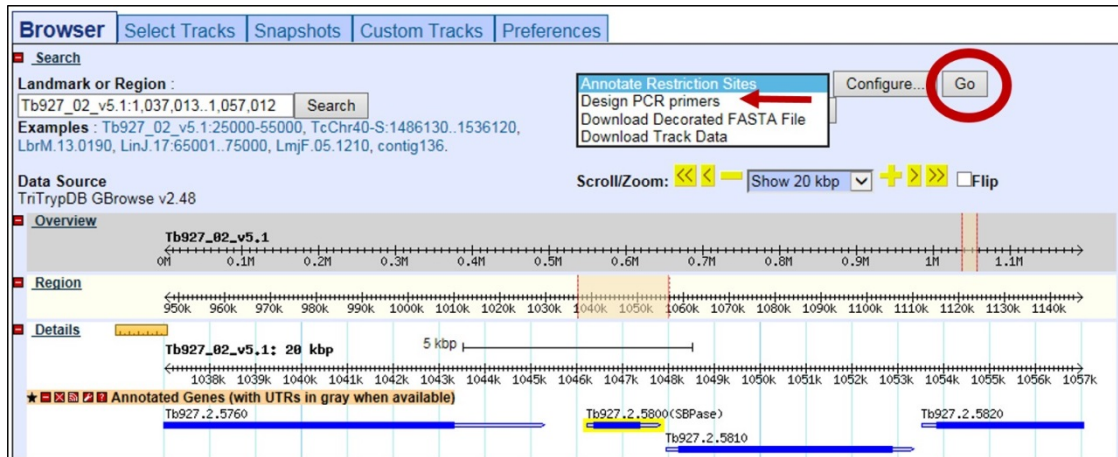 Browser Select Tracks Snapshots Custom Tracks Preferences
Search
Landmark or Region :
Tb927_02_v5.1:1,037,013..1,057,012 Search
Examples : Tb927_02_v5.1:25000-55000, TcChr40-S:1486130..1536120,
LbrM.13.0190, LinJ.17:65001..75000, LmjF.05.1210, contig136.
Annotate Restriction Sites
Design PCR primers
Download Decorated FASTA File
Download Track Data
Configure... Go
Data Source
TriTrypDB GBrowse v2.48
Scroll/Zoom: << < Show 20 kbp > >> Flip
Overview
Tb927_02_v5.1
0M 0.1M 0.2M 0.3M 0.4M 0.5M 0.6M 0.7M 0.8M 0.9M 1M 1.1M
Region
950k 960k 970k 980k 990k 1000k 1010k 1020k 1030k 1040k 1050k 1060k 1070k 1080k 1090k 1100k 1110k 1120k 1130k 1140k
Details
Tb927_02_v5.1: 20 kbp
5 kbp
1038k 1039k 1040k 1041k 1042k 1043k 1044k 1045k 1046k 1047k 1048k 1049k 1050k 1051k 1052k 1053k 1054k 1055k 1056k 1057k
Annotated Genes (with UTRs in gray when available)
Tb927.2.5760 Tb927.2.5800(SBPase) Tb927.2.5820
Tb927.2.5810